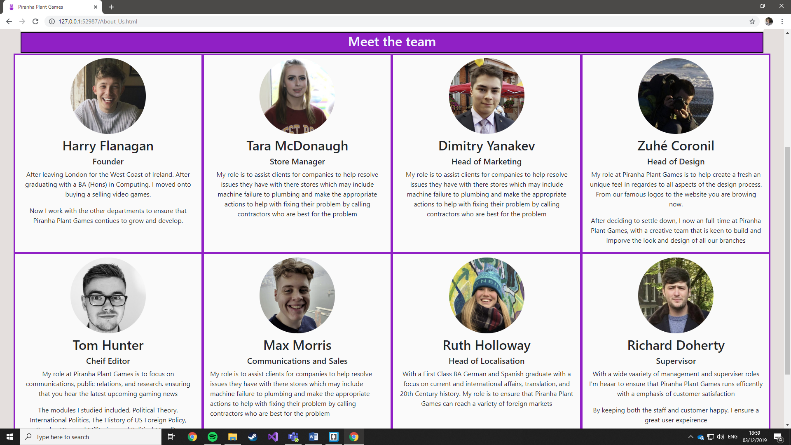 Piranha Plant Games
127.0.0.1:52987/About-Us.html
Meet the team
Harry Flanagan
Founder
After leaving London for the West Coast of Ireland. After
graduating with a BA (Hons) in Computing, I moved onto
buying a selling video games.
Now I work with the other departments to ensure that
Piranha Plant Games contiues to grow and develop.
Tara McDonaugh
Store Manager
My role is to assist clients for companies to help resolve
issues they have with there stores which may include
machine failure to plumbing and make the appropriate
actions to help with fixing their problem by calling
contractors who are best for the problem
Dimitry Yanakev
Head of Marketing
My role is to assist clients for companies to help resolve
issues they have with there stores which may include
machine failure to plumbing and make the appropriate
actions to help with fixing their problem by calling
contractors who are best for the problem
Zuhé Coronil
Head of Design
My role at Piranha Plant Games is to help create a fresh an
unique feel in regardes to all aspects of the design process.
From our famous logos to the website you are browing
now.
After deciding to settle down, I now an full time at Piranha
Plant Games, with a creative team that is keen to build and
imporve the look and design of all our branches
Tom Hunter
Cheif Editor
My role at Piranha Plant Games is to focus on
communications, public relations, and research, ensuring
that you hear the latest upcoming gaming news
The modules I studied included, Political Theory,
International Politics, The History of US Foreign Policy,
Max Morris
Communications and Sales
My role is to assist clients for companies to help resolve
issues they have with there stores which may include
machine failure to plumbing and make the appropriate
actions to help with fixing their problem by calling
contractors who are best for the problem
Ruth Holloway
Head of Localisation
With a First Class BA German and Spanish graduate with a
focus on current and international affairs, translation, and
20th Century history. My role is to ensure that Piranha Plant
Games can reach a variety of foreign markets
Richard Doherty
Supervisor
With a wide vaariety of management and superviser roles
I'm heaar to ensure that Piranha Plant Games runs efficently
with a emphasis of customer satisfaction
By keeping both the staff and customer happy, I ensure a
great user experience
Type here to search
ENG
16:59
03/12/2019